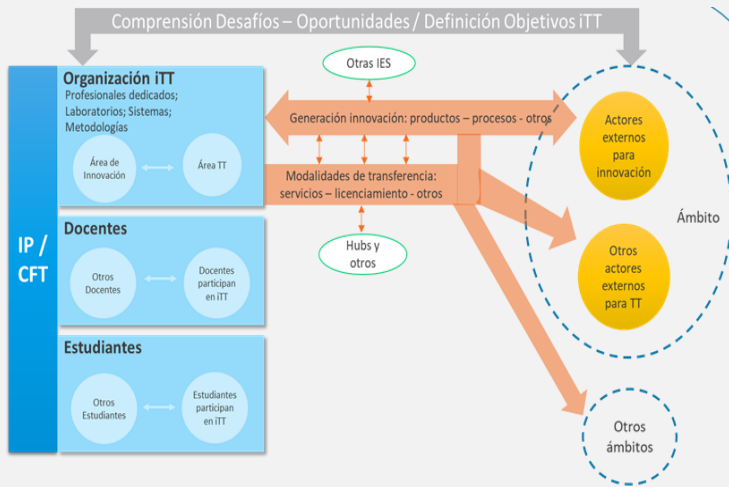 Comprensión Desafíos – Oportunidades / Definición Objetivos iTT
IP /
CFT
Organización iTT
Profesionales dedicados;
Laboratorios; Sistemas;
Metodologías
Área de
Innovación
Área TT
Docentes
Otros
Docentes
Docentes
participan
en iTT
Estudiantes
Otros
Estudiantes
Estudiantes
participan
en iTT
Otras IES
Generación innovación: productos – procesos - otros
Modalidades de transferencia:
servicios – licenciamiento - otros
Hubs y
otros
Actores
externos
para
innovación
Ámbito
Otros
actores
externos
para TT
Otros
ámbitos